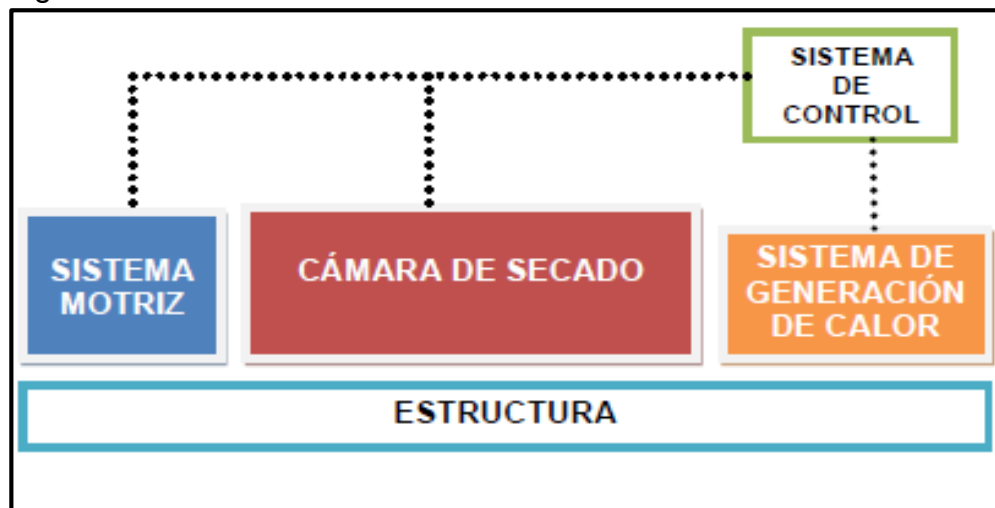 SISTEMA
DE
CONTROL
SISTEMA
MOTRIZ
CÁMARA DE SECADO
SISTEMA DE
GENERACIÓN
DE CALOR
ESTRUCTURA